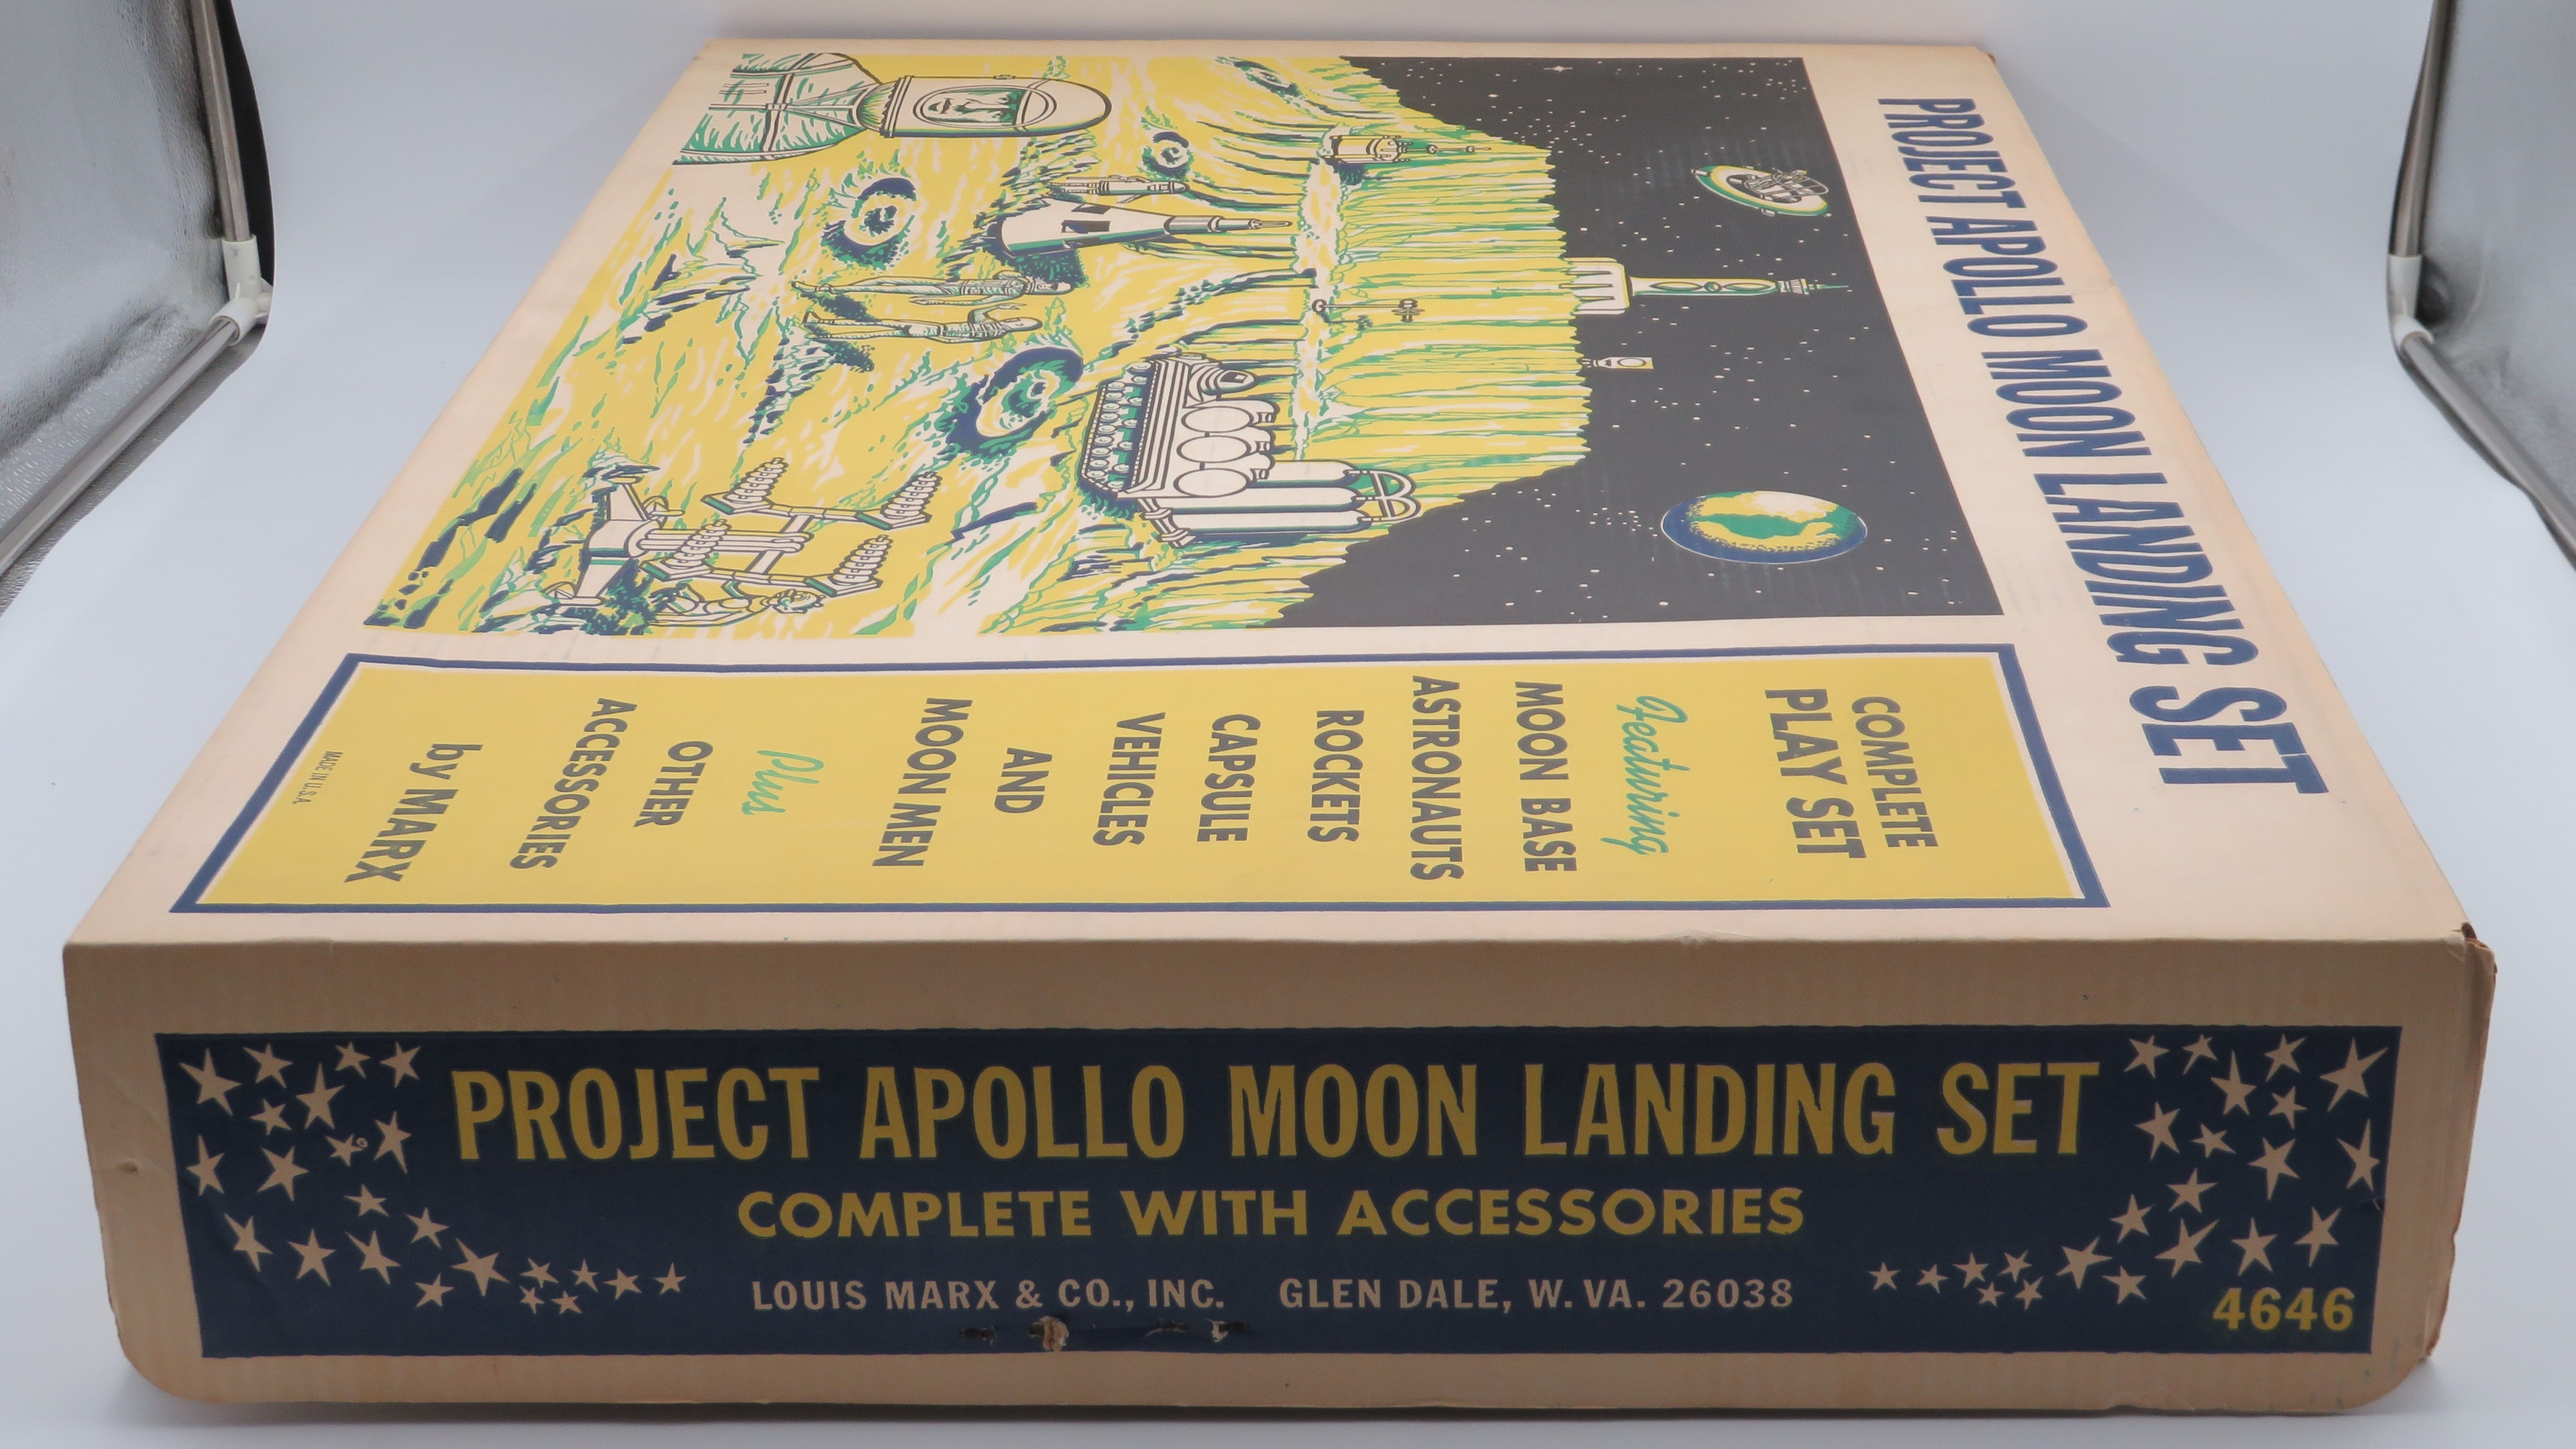 PROJECT APOLLO MOON LANDING SET
COMPLETE
PLAY SET
Featuring
MOON BASE
ASTRONAUTS
ROCKETS
CAPSULE
VEHICLES
AND
MOON MEN
Plus
OTHER
ACCESSORIES
by MARX
MADE IN U.S.A.
PROJECT APOLLO MOON LANDING SET
COMPLETE WITH ACCESSORIES
LOUIS MARX & CO., INC. GLEN DALE, W. VA. 26038
4646